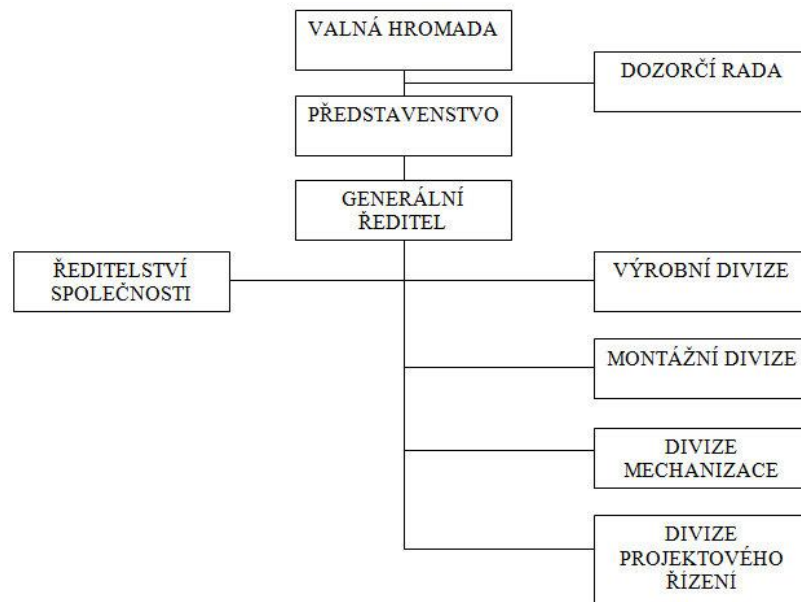 VALNÁ HROMADA
DOZORČÍ RADA
PŘEDSTAVENSTVO
GENERÁLNÍ
ŘEDITEL
ŘEDITELSTVÍ
SPOLEČNOSTI
VÝROBNÍ DIVIZE
MONTÁŽNÍ DIVIZE
DIVIZE
MECHANIZACE
DIVIZE
PROJEKTOVÉHO
ŘÍZENÍ